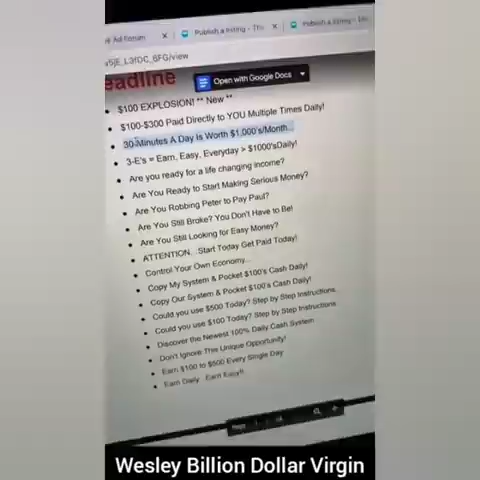 Ad Forum
Publish a listing - Thi
Publish a listing
5jE_L3fDC_6FG/view
eadline
Open with Google Docs
$100 EXPLOSION! ** New **
$100-$300 Paid Directly to YOU Multiple Times Daily!
30-Minutes A Day Is Worth $1,000's/Month...
3-E's = Earn, Easy, Everyday > $1000'sDaily!
Are you ready for a life changing income?
Are You Ready to Start Making Serious Money?
Are You Robbing Peter to Pay Paul?
Are You Still Broke? You Don't Have to Be!
Are You Still Looking for Easy Money?
ATTENTION. .Start Today Get Paid Today!
Control Your Own Economy...
Copy My System & Pocket $100's Cash Daily!
Copy Our System & Pocket $100's Cash Daily!
Could you use $500 Today? Step by Step Instructions.
Could you use $100 Today? Step by Step Instructions
Discover the Newest 100% Daily Cash System
Don't Ignore This Unique Opportunity!
Earn $100 to $500 Every Single Day
Earn Daily . Earn Easy!!
Page
Wesley Billion Dollar Virgin